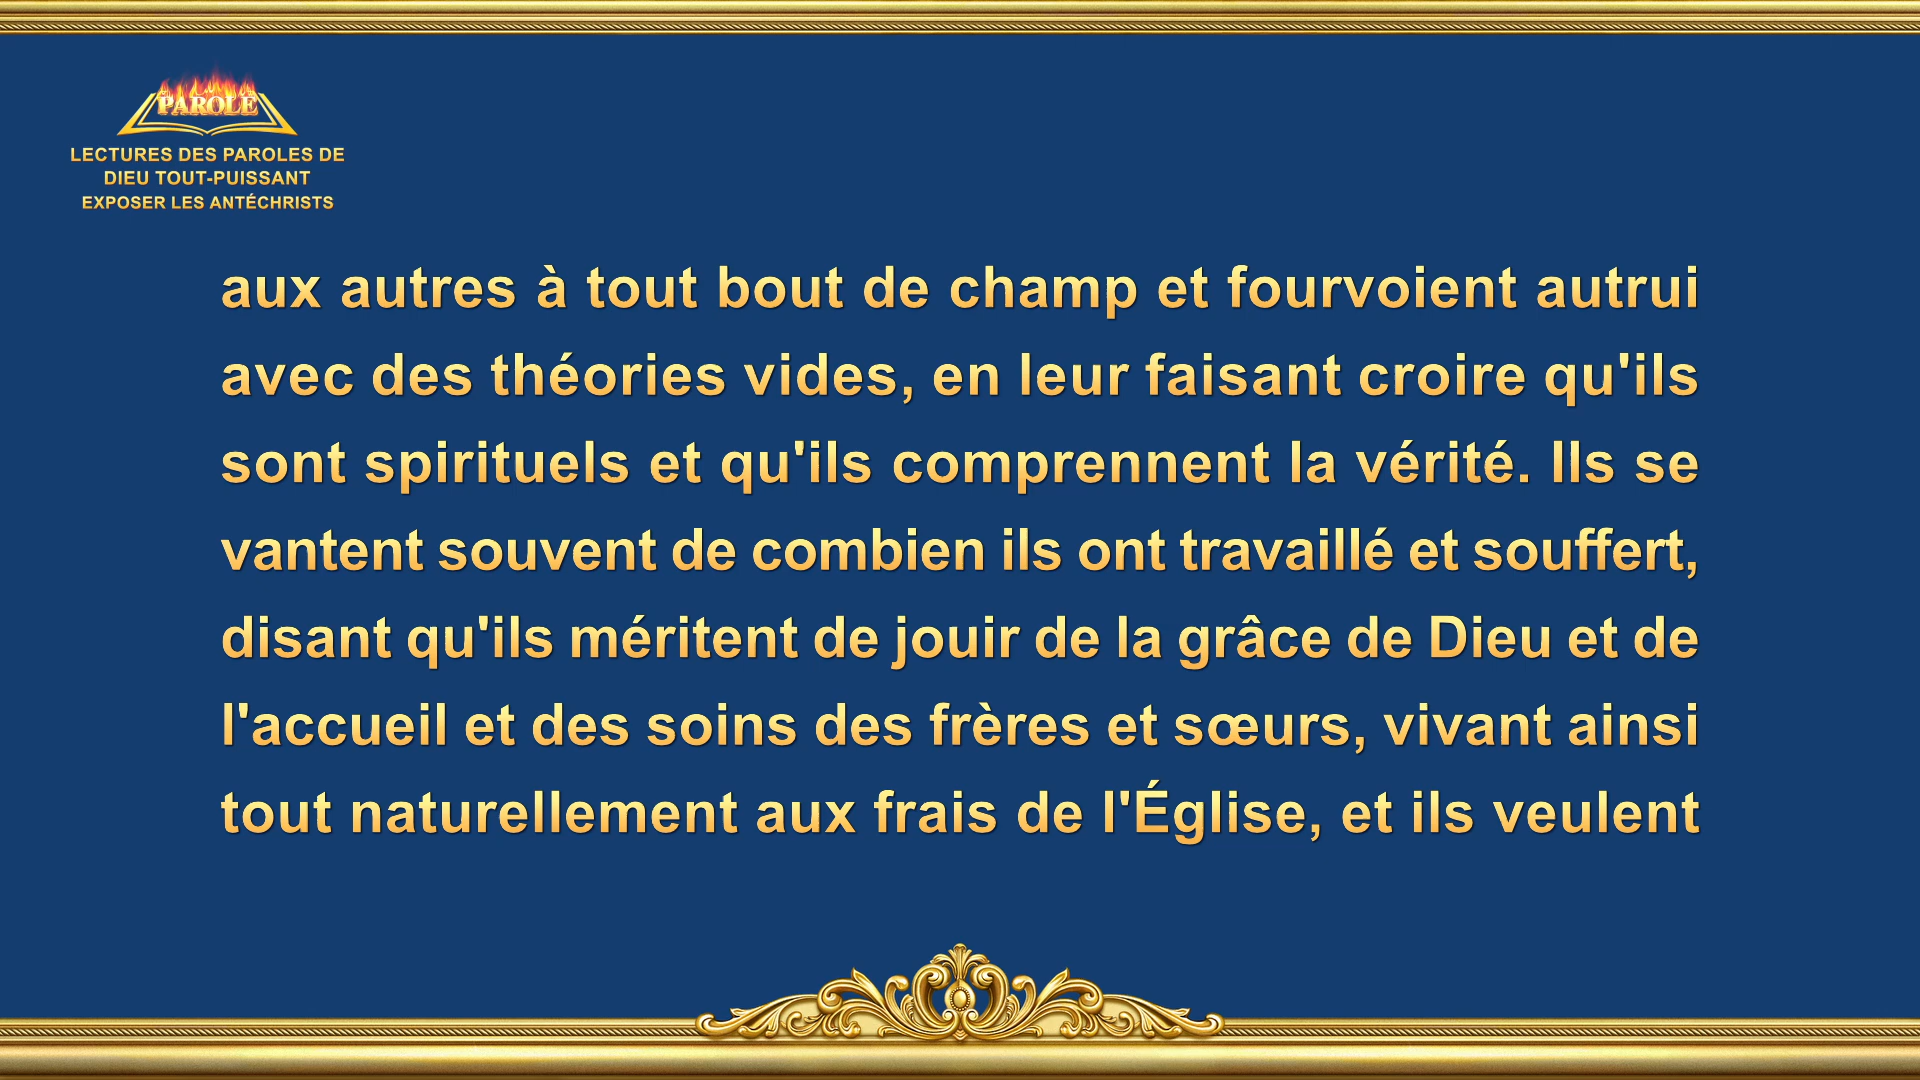 PAROLE
LECTURES DES PAROLES DE
DIEU TOUT-PUISSANT
EXPOSER LES ANTÉCHRISTS
aux autres à tout bout de champ et fourvoient autrui
avec des théories vides, en leur faisant croire qu'ils
sont spirituels et qu'ils comprennent la vérité. Ils se
vantent souvent de combien ils ont travaillé et souffert,
disant qu'ils méritent de jouir de la grâce de Dieu et de
l'accueil et des soins des frères et sœurs, vivant ainsi
tout naturellement aux frais de l'Église, et ils veulent